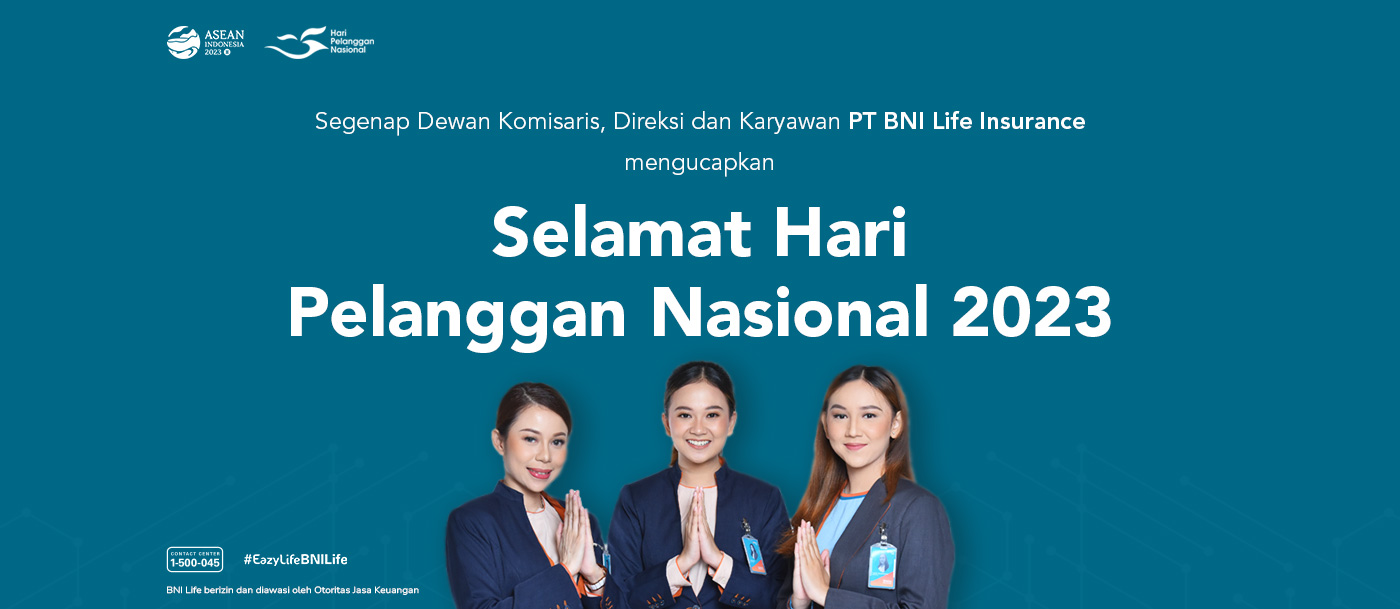 ASEAN
INDONESIA
2023
Hari
Pelanggan
Nasional
Segenap Dewan Komisaris, Direksi dan Karyawan PT BNI Life Insurance
mengucapkan
Selamat Hari
Pelanggan Nasional 2023
CONTACT CENTER
1-500-045
#EazyLifeBNILife
BNI Life berizin dan diawasi oleh Otoritas Jasa Keuangan